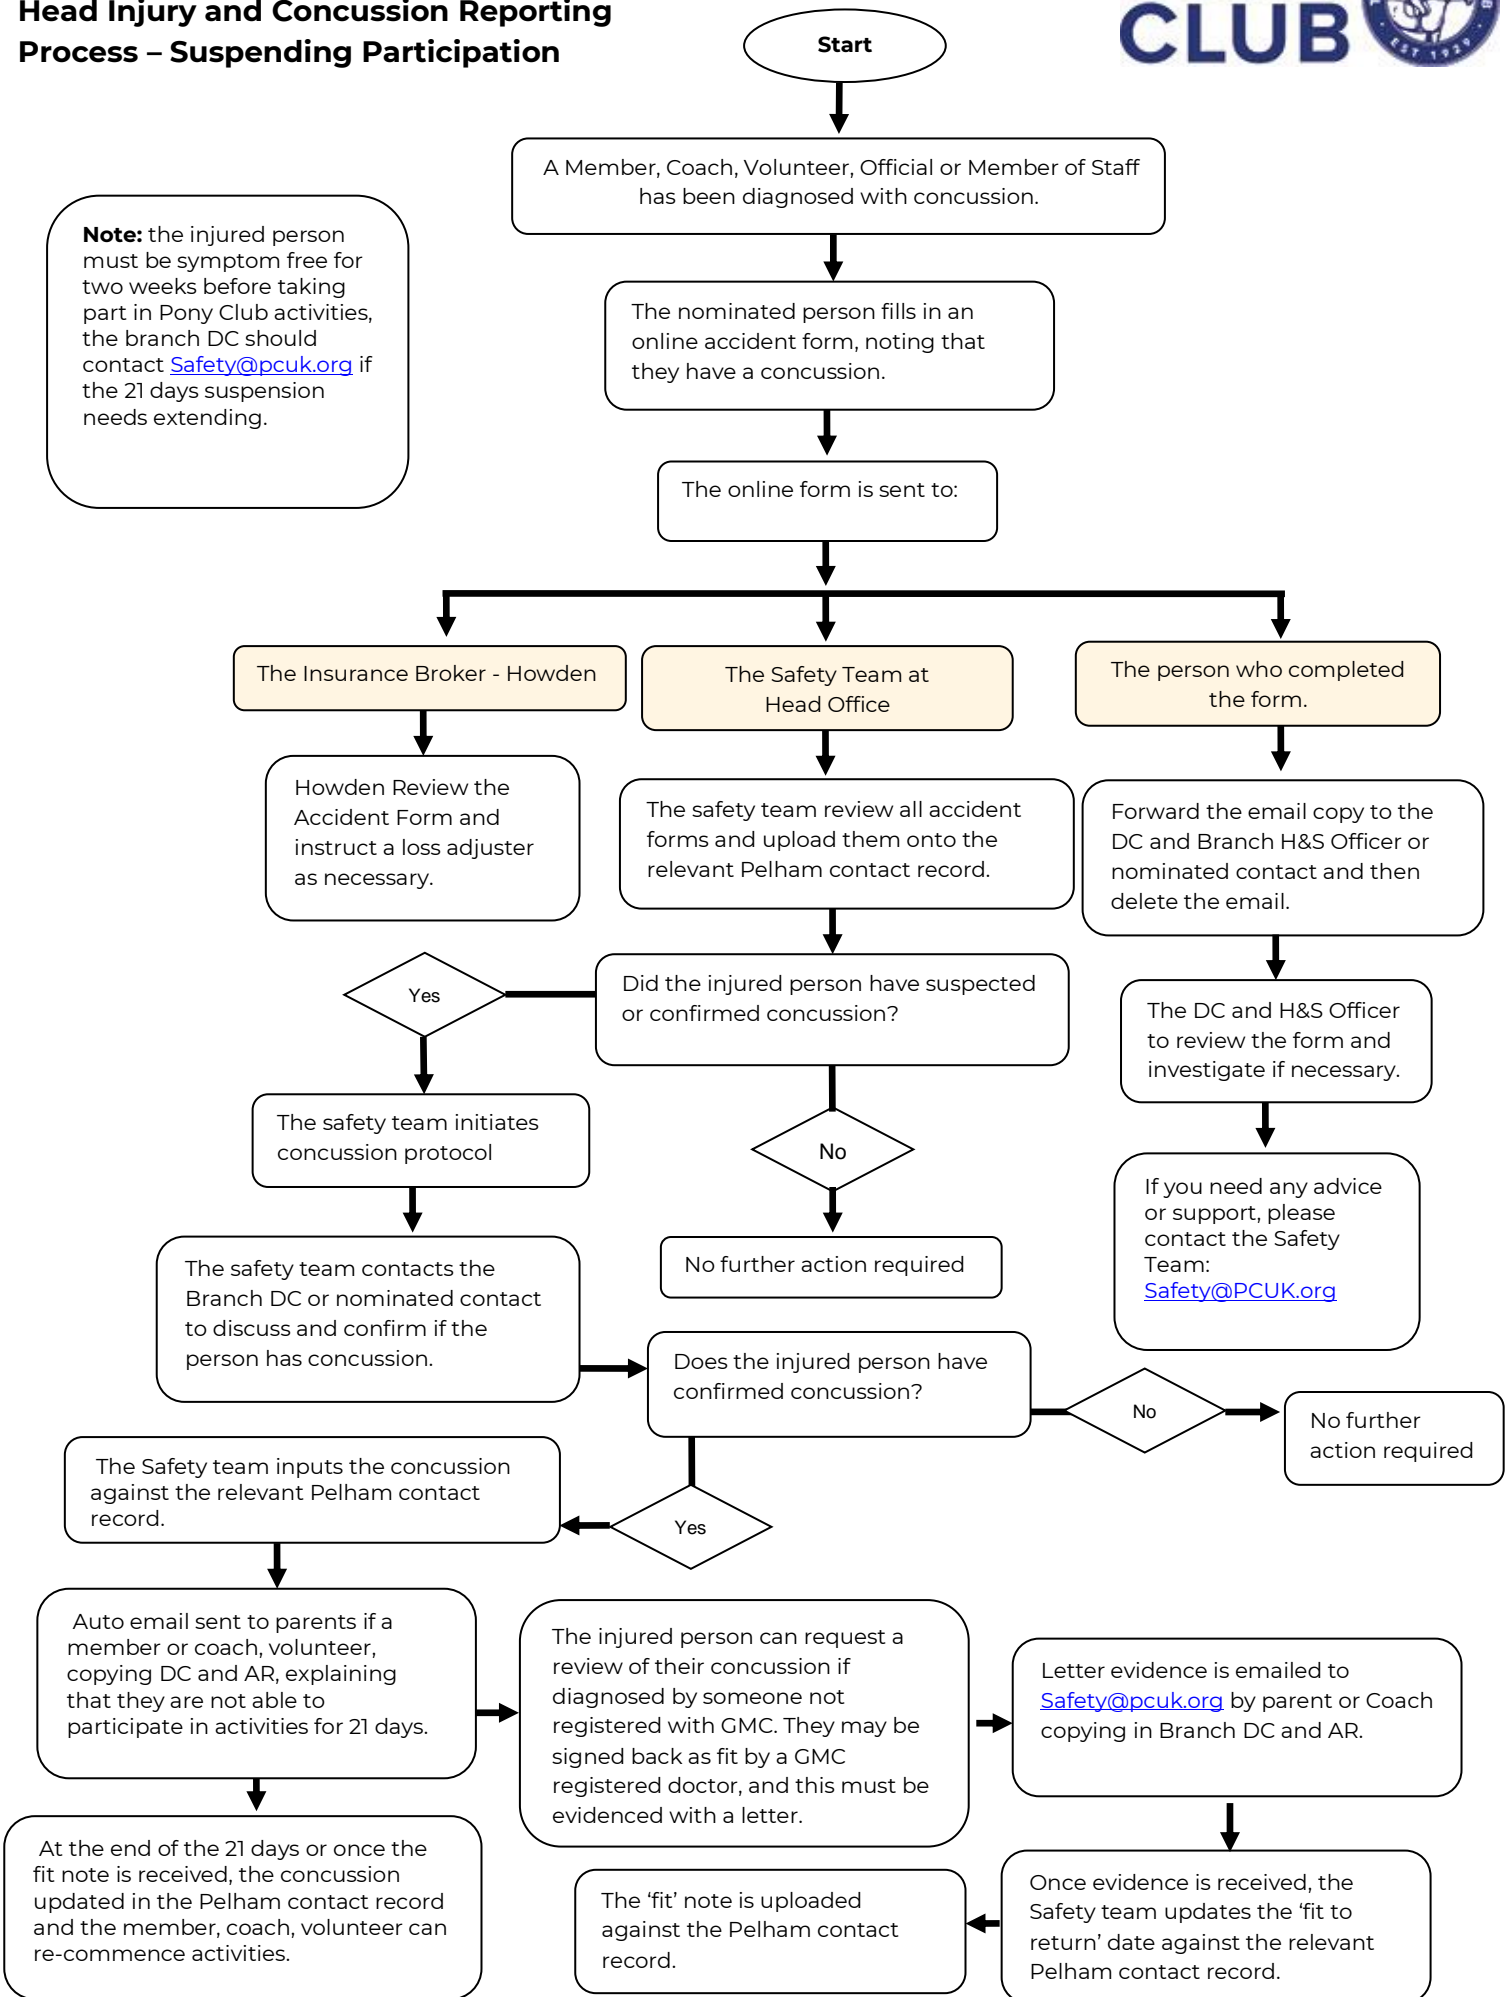 Head Injury and Concussion Reporting
Process – Suspending Participation
CLUB
EST 1929
Start
A Member, Coach, Volunteer, Official or Member of Staff
has been diagnosed with concussion.
Note: the injured person
must be symptom free for
two weeks before taking
part in Pony Club activities,
the branch DC should
contact Safety@pcuk.org if
the 21 days suspension
needs extending.
The nominated person fills in an
online accident form, noting that
they have a concussion.
The online form is sent to:
The Insurance Broker - Howden
The Safety Team at
Head Office
The person who completed
the form.
Howden Review the
Accident Form and
instruct a loss adjuster
as necessary.
The safety team review all accident
forms and upload them onto the
relevant Pelham contact record.
Forward the email copy to the
DC and Branch H&S Officer or
nominated contact and then
delete the email.
Yes
Did the injured person have suspected
or confirmed concussion?
The DC and H&S Officer
to review the form and
investigate if necessary.
The safety team initiates
concussion protocol
No
If you need any advice
or support, please
contact the Safety
Team:
Safety@PCUK.org
No further action required
The safety team contacts the
Branch DC or nominated contact
to discuss and confirm if the
person has concussion.
Does the injured person have
confirmed concussion?
No
No further
action required
The Safety team inputs the concussion
against the relevant Pelham contact
record.
Yes
Auto email sent to parents if a
member or coach, volunteer,
copying DC and AR, explaining
that they are not able to
participate in activities for 21 days.
The injured person can request a
review of their concussion if
diagnosed by someone not
registered with GMC. They may be
signed back as fit by a GMC
registered doctor, and this must be
evidenced with a letter.
Letter evidence is emailed to
Safety@pcuk.org by parent or Coach
copying in Branch DC and AR.
At the end of the 21 days or once the
fit note is received, the concussion
updated in the Pelham contact record
and the member, coach, volunteer can
re-commence activities.
The ‘fit’ note is uploaded
against the Pelham contact
record.
Once evidence is received, the
Safety team updates the ‘fit to
return’ date against the relevant
Pelham contact record.